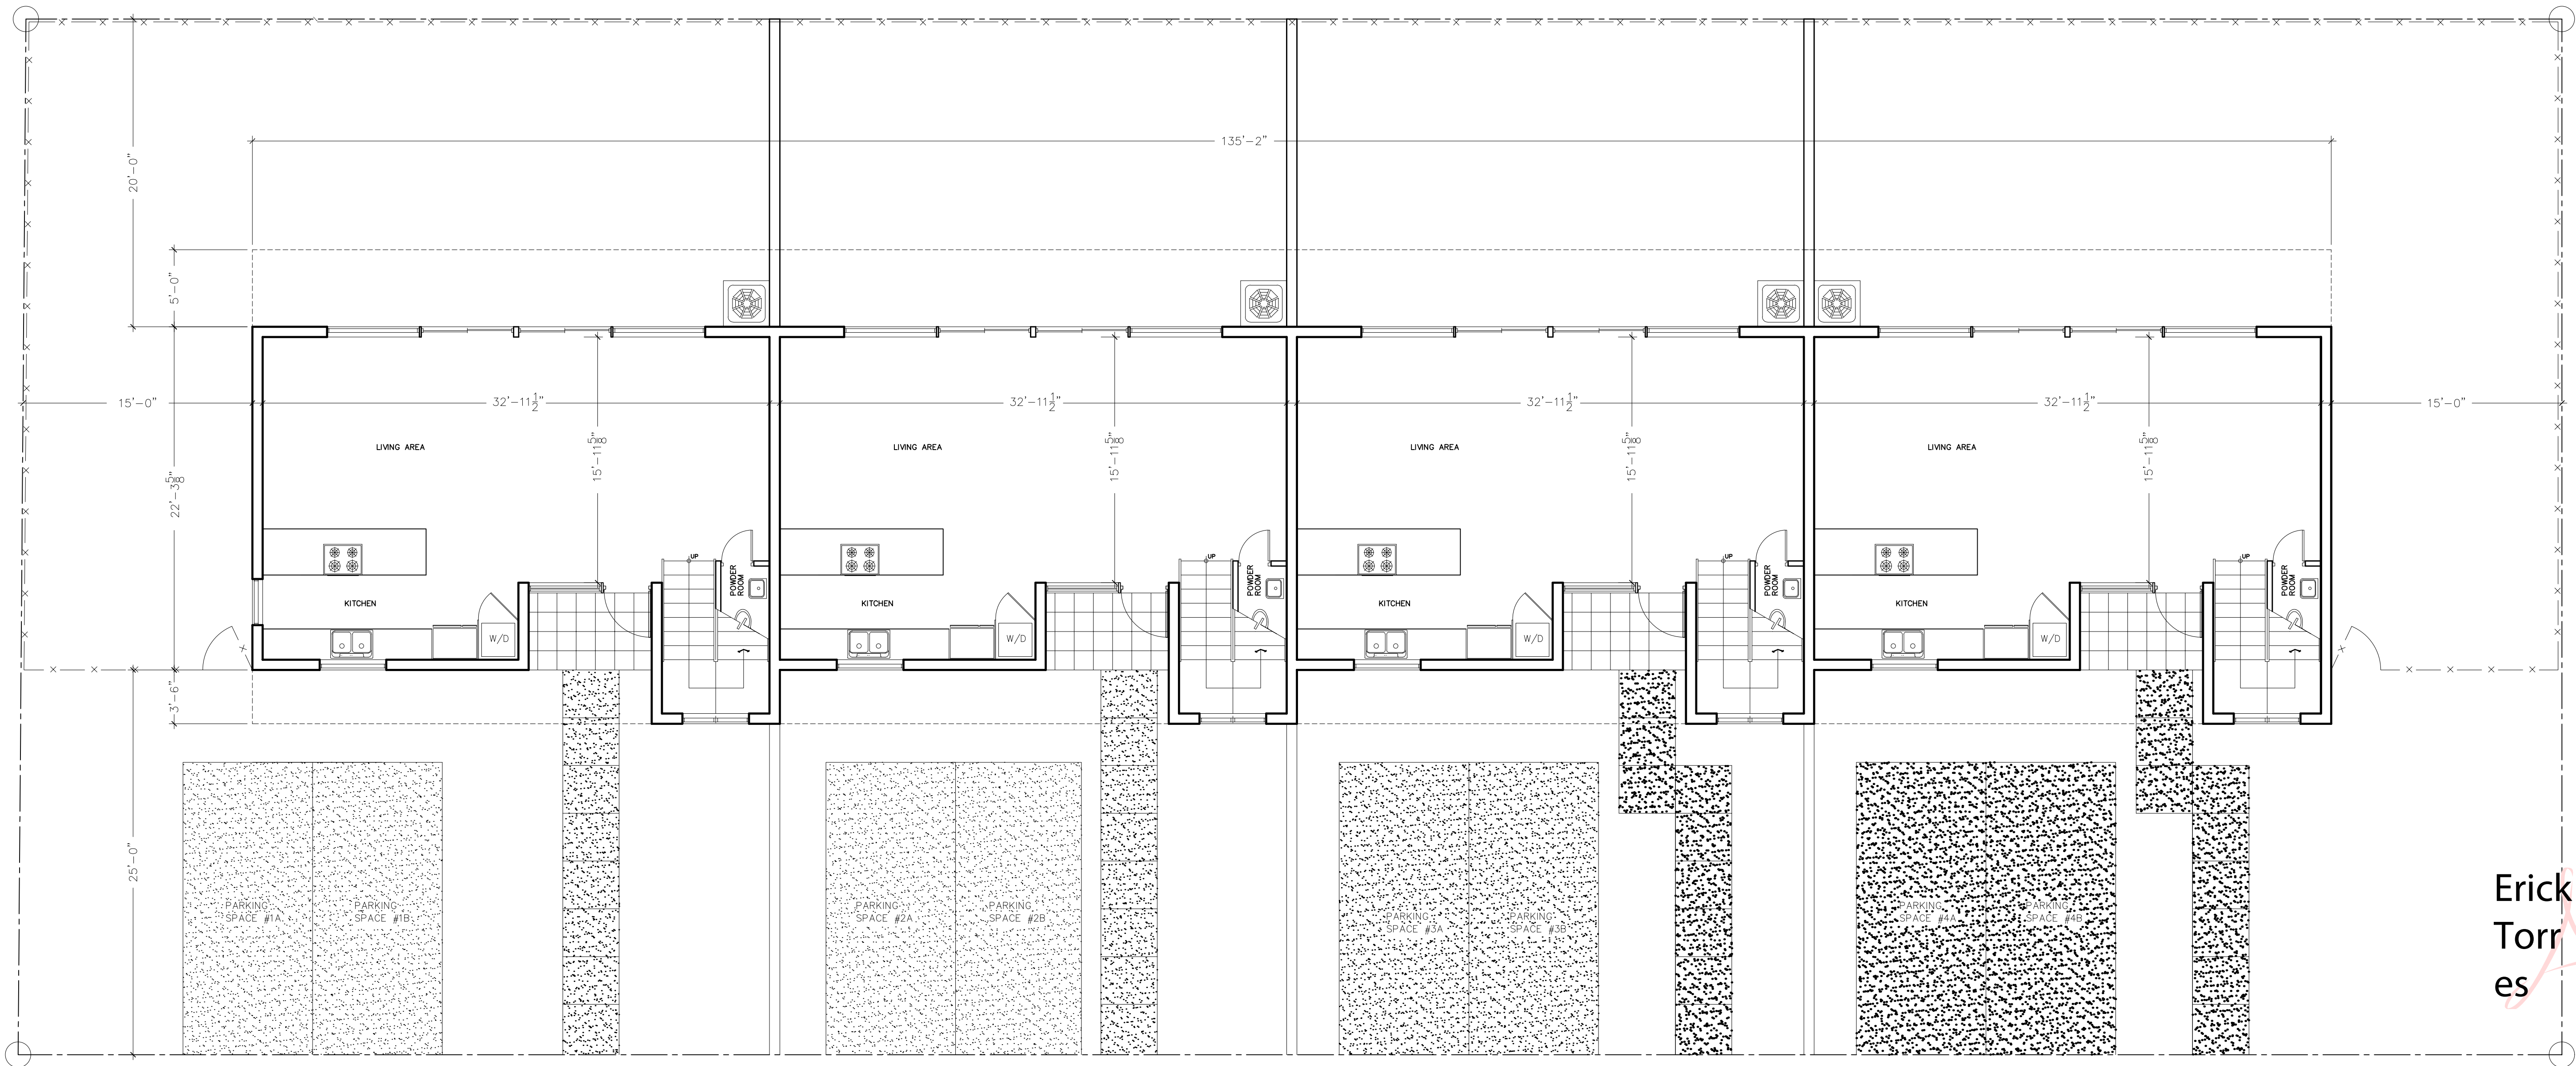 135'-2"
20'-0"
5'-0"
15'-0"
32'-11 1/2"
32'-11 1/2"
32'-11 1/2"
32'-11 1/2"
15'-0"
15'-11 5/8"
15'-11 5/8"
15'-11 5/8"
15'-11 5/8"
LIVING AREA
LIVING AREA
LIVING AREA
LIVING AREA
22'-3 5/8"
UP
UP
UP
UP
POWDER
ROOM
POWDER
ROOM
POWDER
ROOM
POWDER
ROOM
KITCHEN
KITCHEN
KITCHEN
KITCHEN
W/D
W/D
W/D
W/D
3'-6"
25'-0"
PARKING
SPACE #1A
PARKING
SPACE #1B
PARKING
SPACE #2A
PARKING
SPACE #2B
PARKING
SPACE #3A
PARKING
SPACE #3B
PARKING
SPACE #4A
PARKING
SPACE #4B
Erick
Torr
es